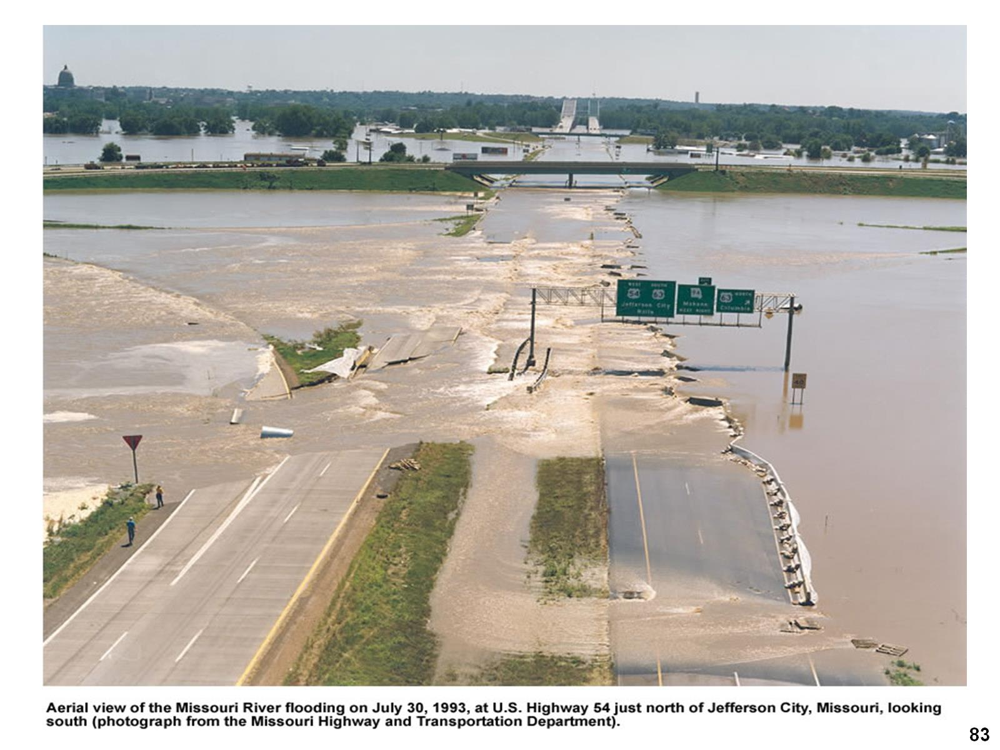 WEST SOUTH
54 63
Jefferson City
Rolla
94
Mokane
NEXT RIGHT
63 NORTH
Columbia
40
Aerial view of the Missouri River flooding on July 30, 1993, at U.S. Highway 54 just north of Jefferson City, Missouri, looking
south (photograph from the Missouri Highway and Transportation Department).
83